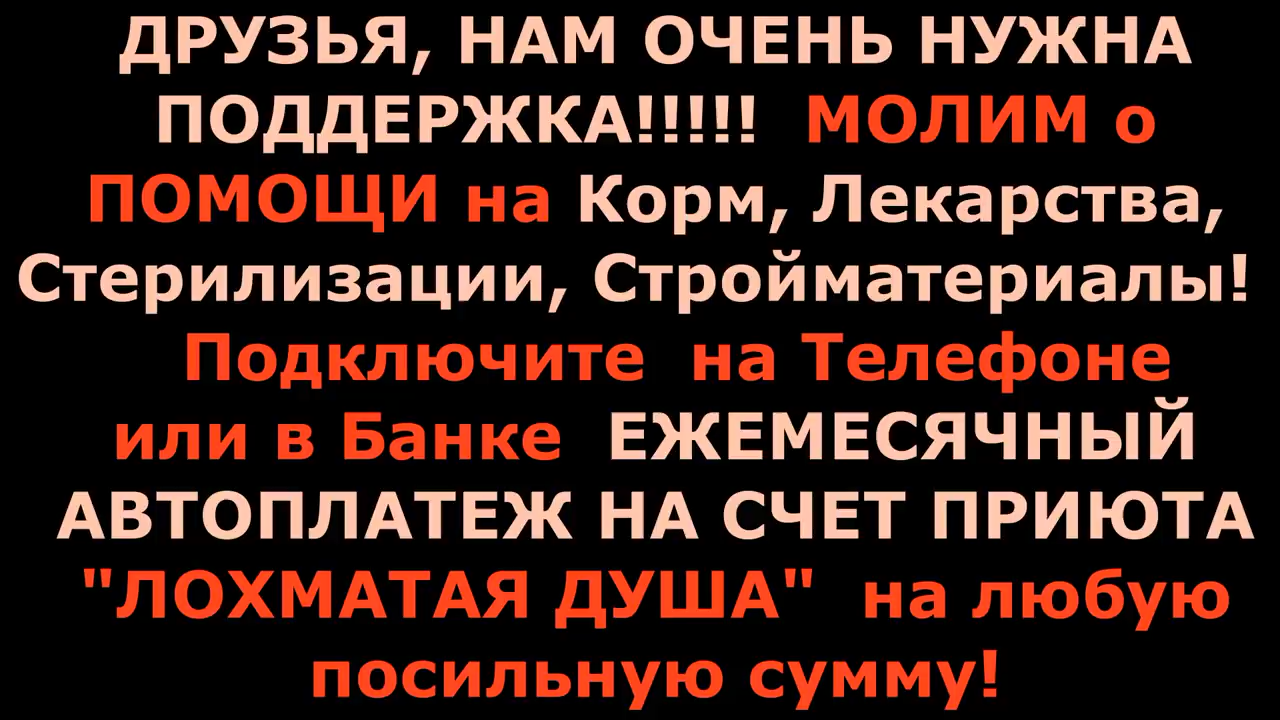 ДРУЗЬЯ, НАМ ОЧЕНЬ НУЖНА
ПОДДЕРЖКА!!!!! МОЛИМ о
ПОМОЩИ на Корм, Лекарства,
Стерилизации, Стройматериалы!
Подключите на Телефоне
или в Банке ЕЖЕМЕСЯЧНЫЙ
АВТОПЛАТЕЖ НА СЧЕТ ПРИЮТА
"ЛОХМАТАЯ ДУША" на любую
посильную сумму!